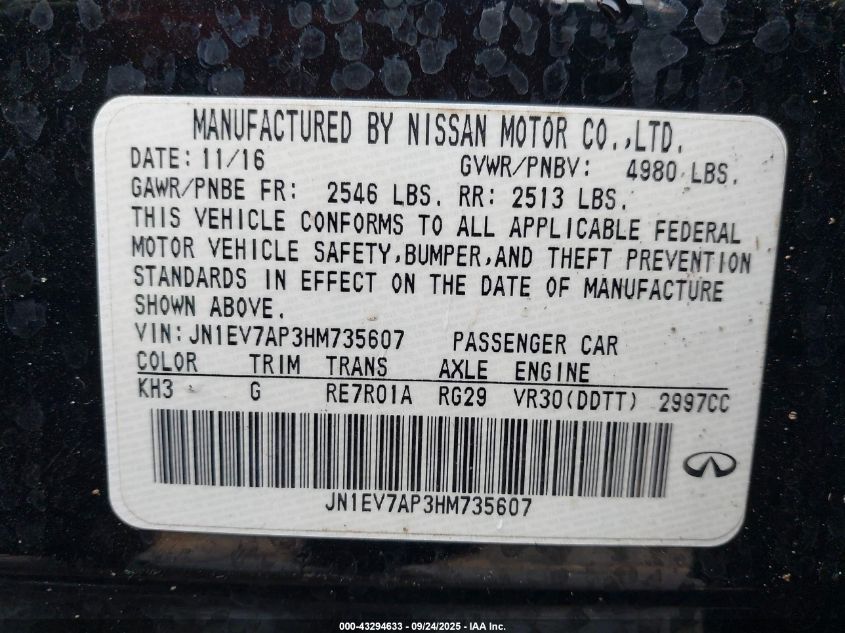 MANUFACTURED BY NISSAN MOTOR CO.,LTD.
DATE: 11/16 GVWR/PNBV: 4980 LBS.
GAWR/PNBE FR: 2546 LBS. RR: 2513 LBS.
THIS VEHICLE CONFORMS TO ALL APPLICABLE FEDERAL
MOTOR VEHICLE SAFETY,BUMPER,AND THEFT PREVENTION
STANDARDS IN EFFECT ON THE DATE OF MANUFACTURE
SHOWN ABOVE.
VIN:JN1EV7AP3HM735607 PASSENGER CAR
COLOR TRIM TRANS AXLE ENGINE
KH3 G RE7R01A RG29 VR30(DDTT) 2997CC
JN1EV7AP3HM735607
000-43294633 - 09/24/2025 - IAA Inc.